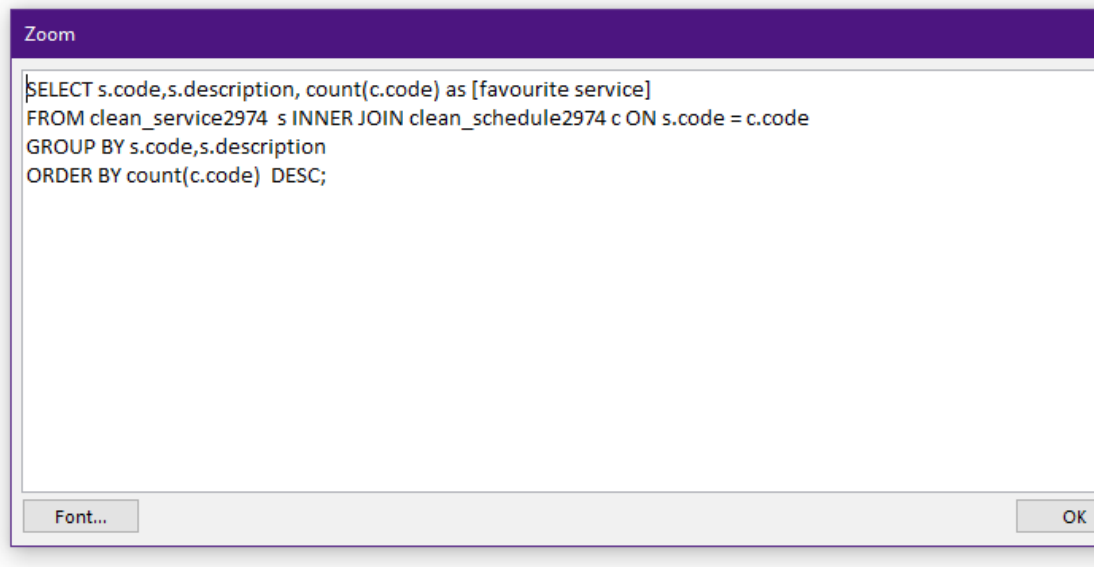 Zoom
SELECT s.code,s.description, count(c.code) as [favourite service]
FROM clean_service2974  s INNER JOIN clean_schedule2974 c ON s.code = c.code
GROUP BY s.code,s.description
ORDER BY count(c.code)  DESC;
Font...
OK